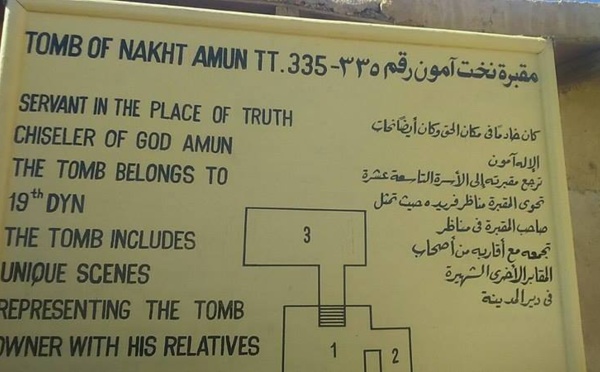 TOMB OF NAKHT AMUN TT.335-٣٣٥ مقبرة نخت آمون رقم
SERVANT IN THE PLACE OF TRUTH
CHISELER OF GOD AMUN
THE TOMB BELONGS TO
19th DYN
THE TOMB INCLUDES
UNIQUE SCENES
REPRESENTING THE TOMB
OWNER WITH HIS RELATIVES
كان خادما فى مكان الحق وكان أيضا نحات
الإله آمون
ترجع مقبرته إلى الأسرة التاسعة عشرة
تحوى المقبرة مناظر فريده حيث تمثل
صاحب المقبرة فى مناظر
تجمعه مع أقاربه من أصحاب
المقابر الأخرى الشهيرة
فى دير المدينة
3
1
2